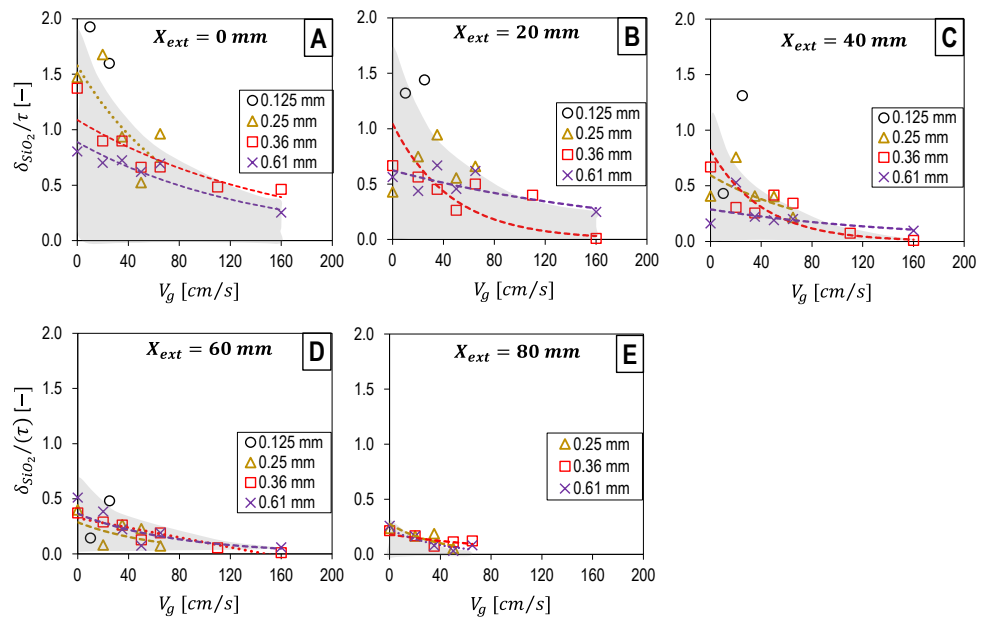 X_ext = 0 mm
A
2.0
1.5
1.0
0.5
0.0
δ_SiO₂/τ [−]
0.125 mm
0.25 mm
0.36 mm
0.61 mm
0 40 80 120 160 200
V_g [cm/s]
X_ext = 20 mm
B
2.0
1.5
1.0
0.5
0.0
0.125 mm
0.25 mm
0.36 mm
0.61 mm
0 40 80 120 160 200
V_g [cm/s]
X_ext = 40 mm
C
2.0
1.5
1.0
0.5
0.0
0.125 mm
0.25 mm
0.36 mm
0.61 mm
0 40 80 120 160 200
V_g [cm/s]
X_ext = 60 mm
D
2.0
1.5
1.0
0.5
0.0
δ_SiO₂/(τ) [−]
0.125 mm
0.25 mm
0.36 mm
0.61 mm
0 40 80 120 160 200
V_g [cm/s]
X_ext = 80 mm
E
2.0
1.5
1.0
0.5
0.0
0.25 mm
0.36 mm
0.61 mm
0 40 80 120 160 200
V_g [cm/s]